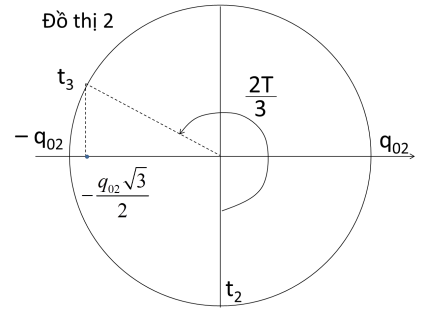 Đồ thị 2
t₃
2T/3
– q₀₂
q₀₂
−q₀₂√3/2
t₂